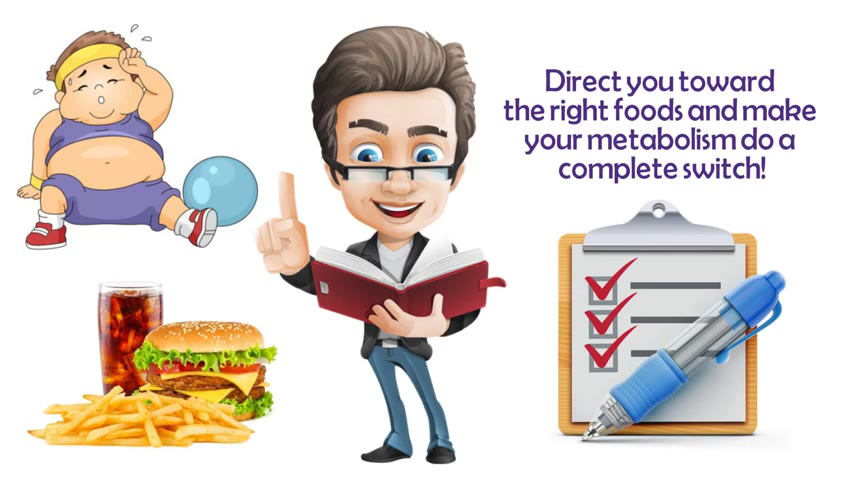 Direct you toward
the right foods and make
your metabolism do a
complete switch!